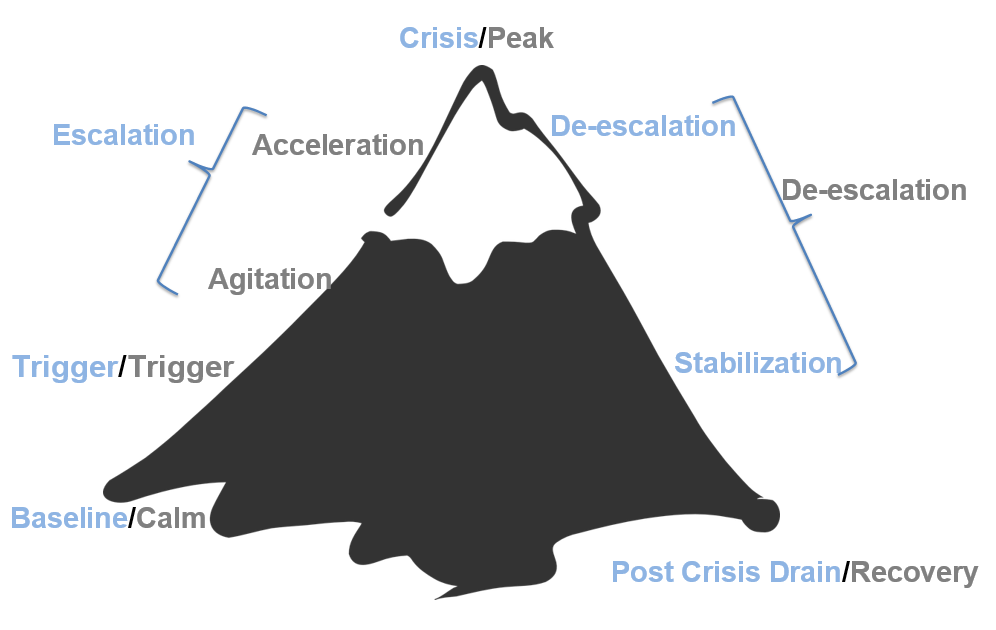 Crisis/Peak
Escalation
Acceleration
De-escalation
De-escalation
Agitation
Trigger/Trigger
Stabilization
Baseline/Calm
Post Crisis Drain/Recovery